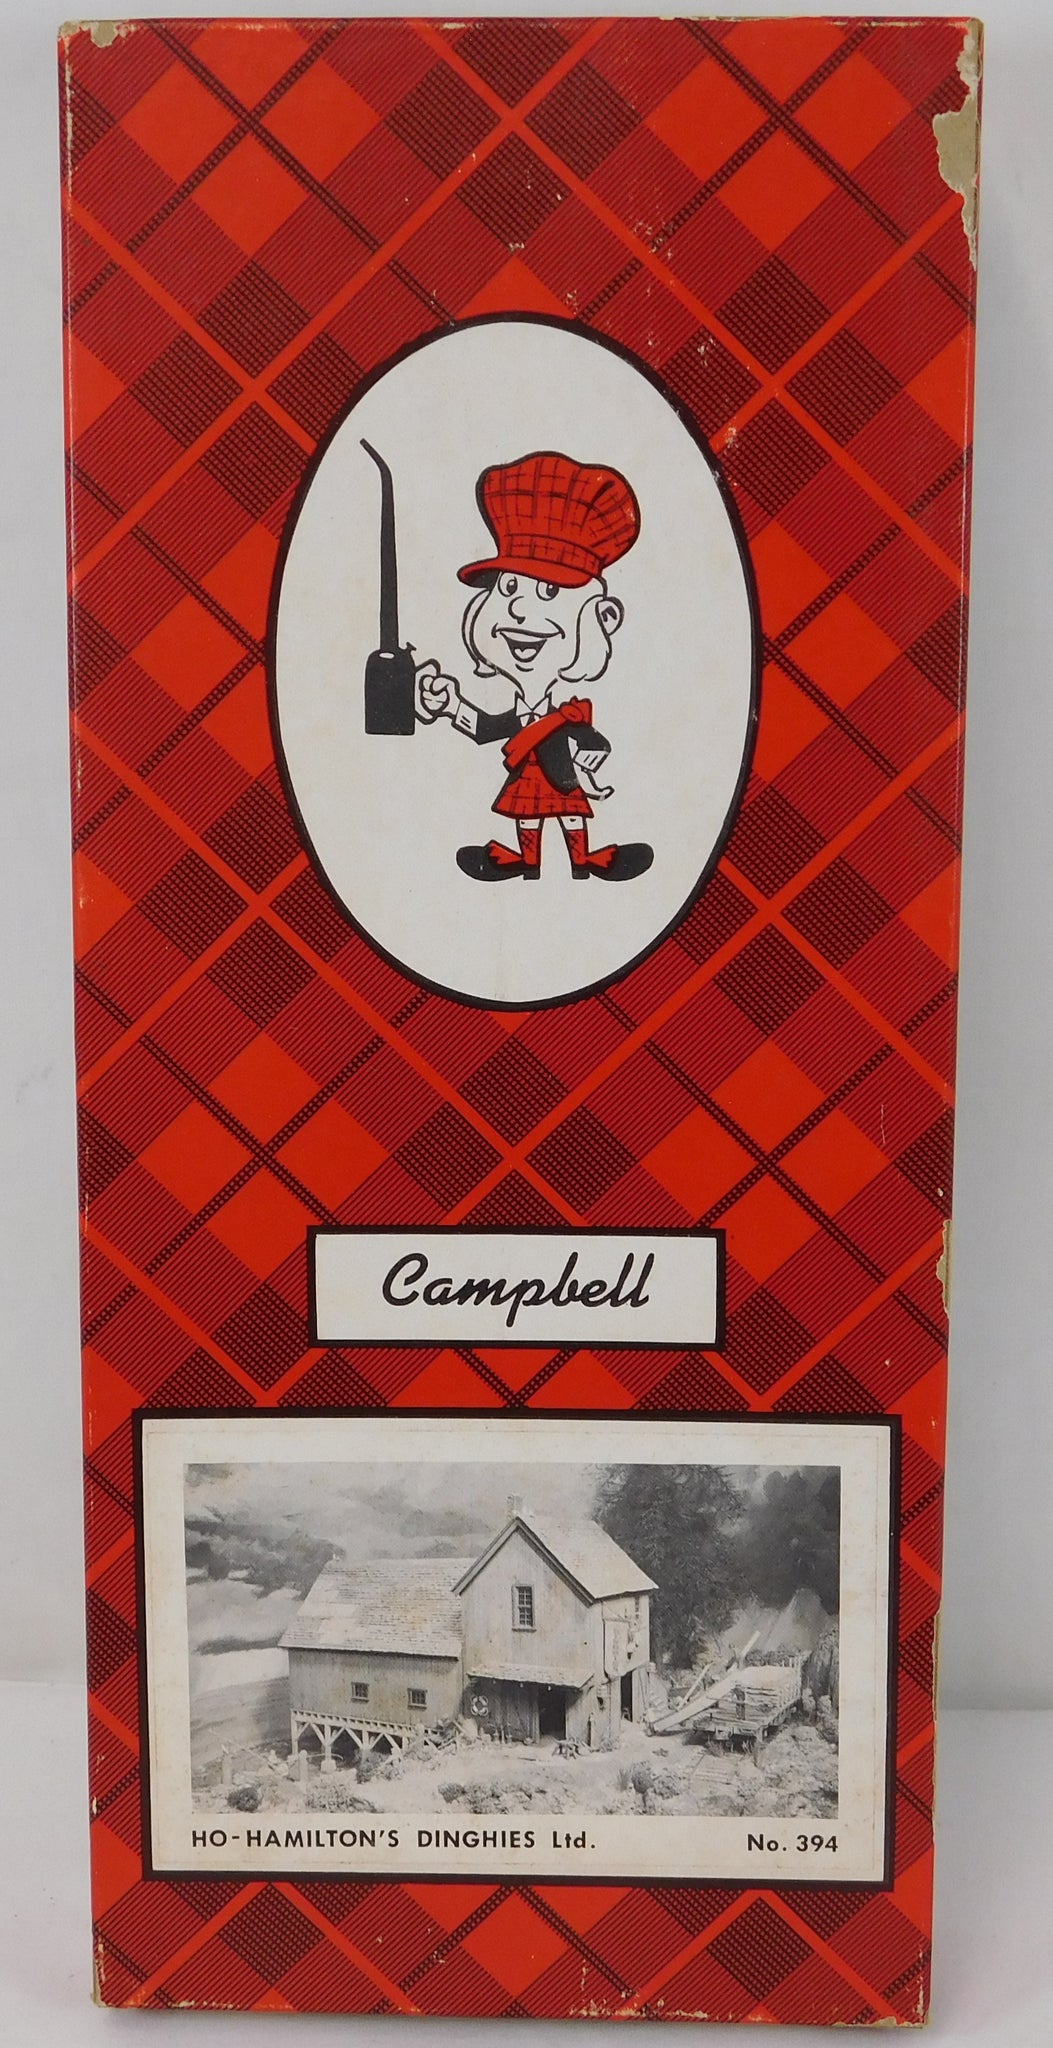 Campbell
HO-HAMILTON'S DINGHIES Ltd. No. 394